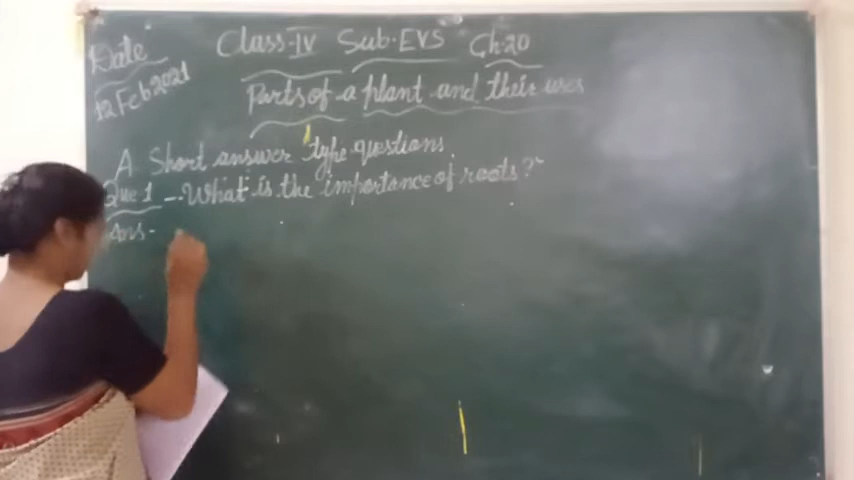 Date
12 Feb 2021
Class-IV Sub.EVS Ch.20
Parts of a plant and their uses
A Short answer type questions
Que 1 - What is the importance of roots?
Ans-